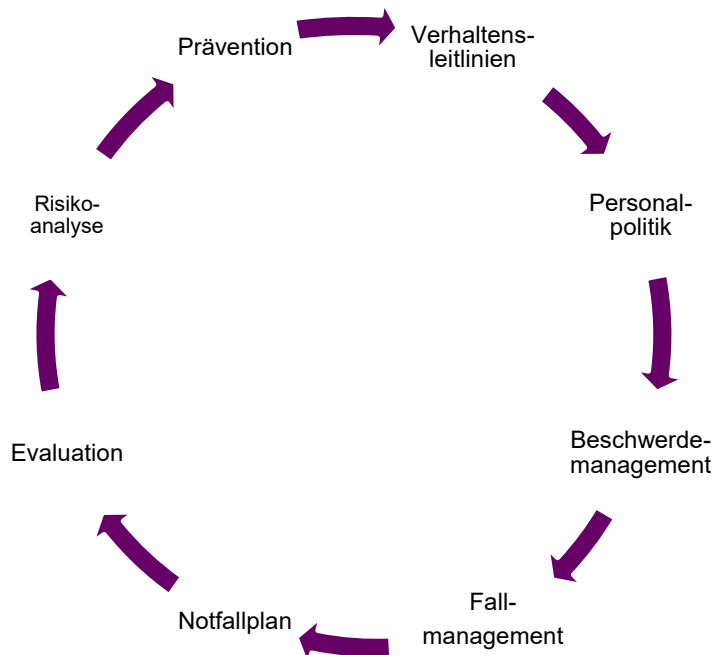 Prävention
Verhaltens-
leitlinien
Personal-
politik
Beschwerde-
management
Fall-
management
Notfallplan
Evaluation
Risiko-
analyse